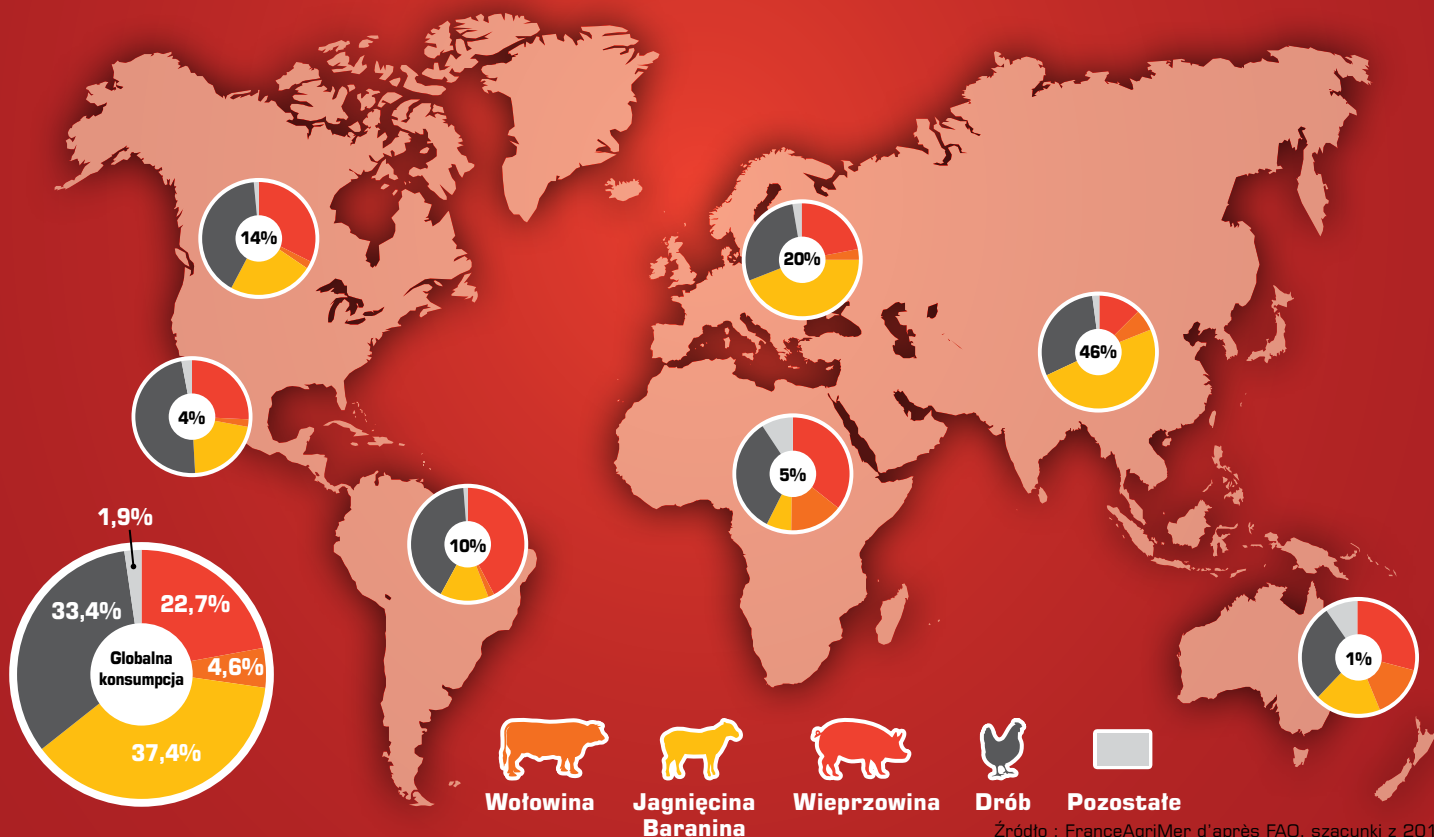 14%
20%
46%
4%
5%
10%
1%
1,9%
33,4%
22,7%
4,6%
37,4%
Globalna
konsumpcja
Wołowina
Jagnięcina
Baranina
Wieprzowina
Drób
Pozostałe
Źródło : FranceAgriMer d'après FAO, szacunki z